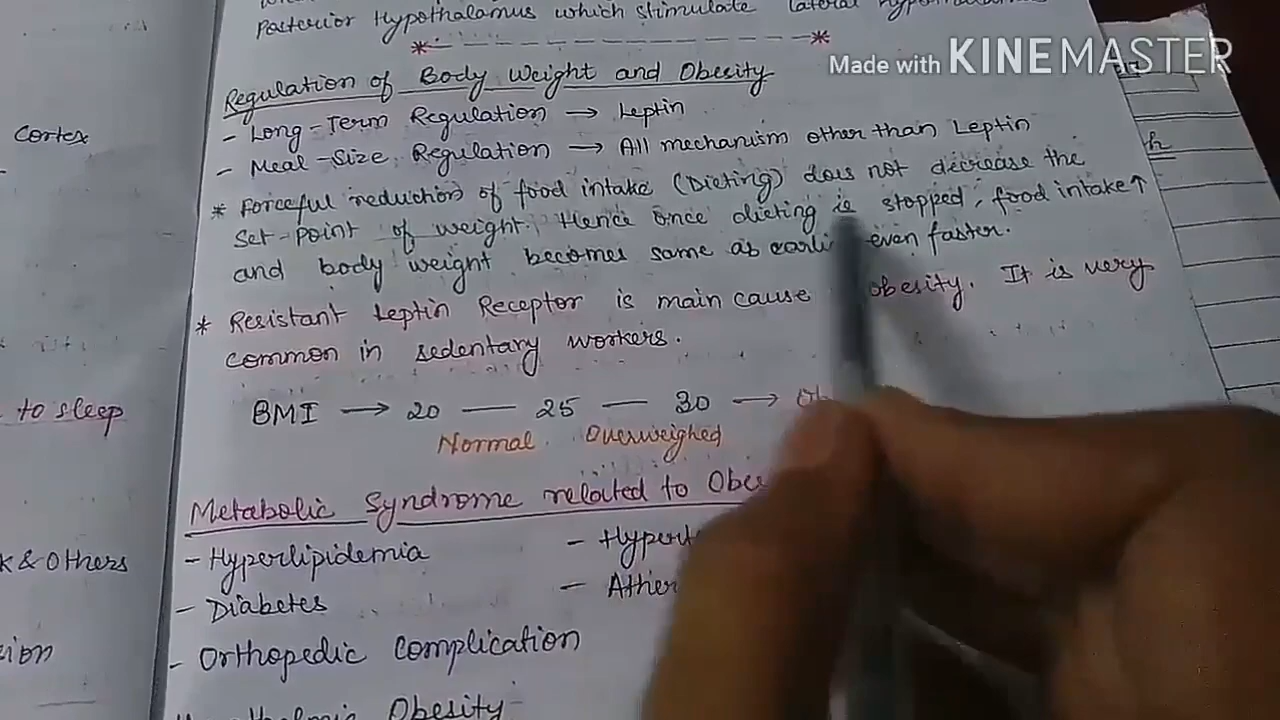 Posterior Hypothalamus which stimulate lateral
Made with KINEMASTER
Regulation of Body Weight and Obesity
- Long-Term Regulation → Leptin
- Meal-Size Regulation → All mechanism other than Leptin
* Forceful reduction of food intake (Dieting) does not decrease the
Set-Point of weight. Hence once dieting is stopped, food intake↑
and body weight becomes same as even faster.
* Resistant Leptin Receptor is main cause obesity. It is very
common in sedentary workers.
BMI → 20 — 25 — 30 →
Normal Overweighed
Metabolic Syndrome related to
- Hyperlipidemia
- Diabetes
- Orthopedic Complication
Obesity
-
-
Cortex
to sleep
k & Others
h